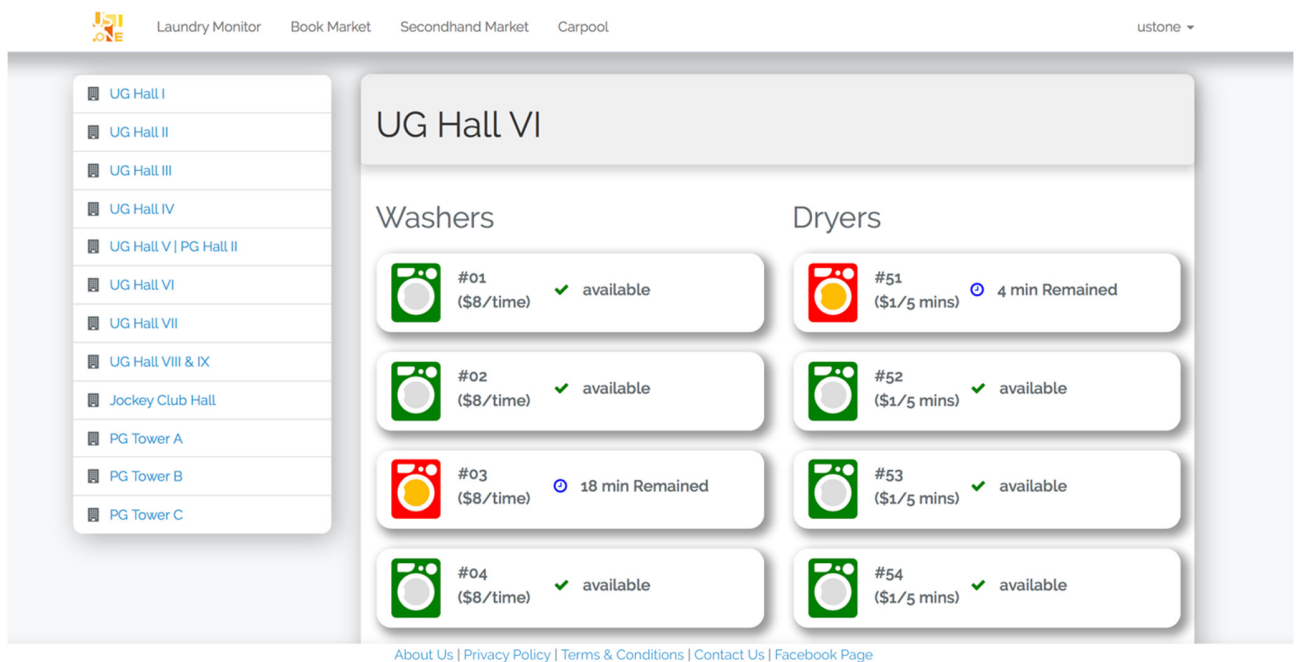 UST
.ONE
Laundry Monitor
Book Market
Secondhand Market
Carpool
ustone
UG Hall I
UG Hall II
UG Hall III
UG Hall IV
UG Hall V | PG Hall II
UG Hall VI
UG Hall VII
UG Hall VIII & IX
Jockey Club Hall
PG Tower A
PG Tower B
PG Tower C
UG Hall VI
Washers
#01
($8/time)
available
#02
($8/time)
available
#03
($8/time)
18 min Remained
#04
($8/time)
available
Dryers
#51
($1/5 mins)
4 min Remained
#52
($1/5 mins)
available
#53
($1/5 mins)
available
#54
($1/5 mins)
available
About Us | Privacy Policy | Terms & Conditions | Contact Us | Facebook Page